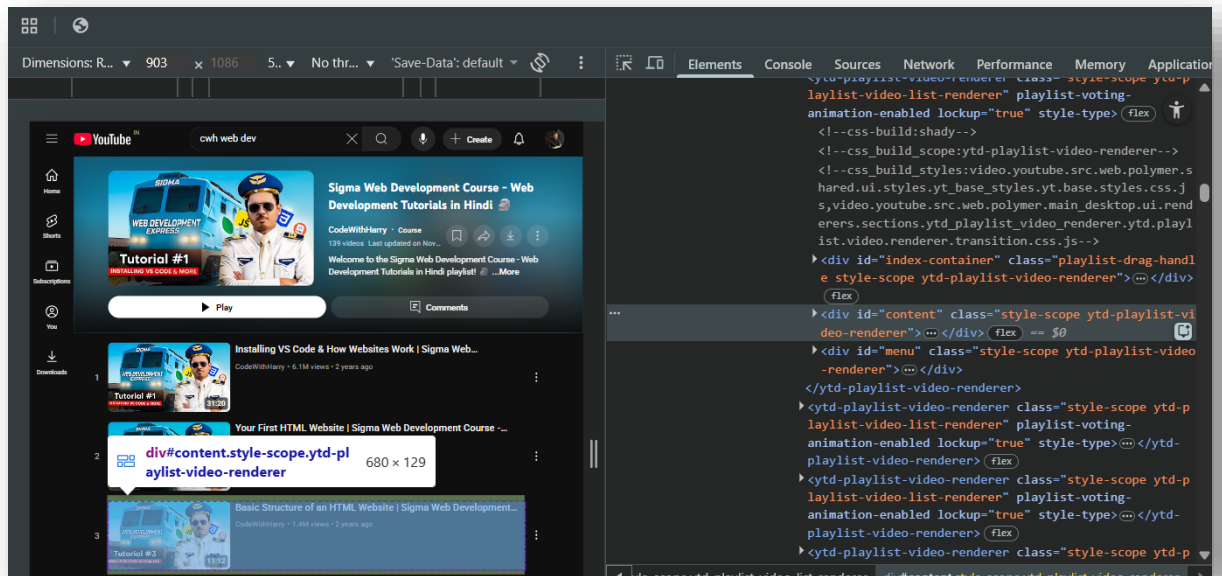 Dimensions: R... ▼ 903 × 1086 5.. ▼ No thr... ▼ 'Save-Data': default
Elements Console Sources Network Performance Memory Application
YouTube IN
cwh web dev
Create
Home
Shorts
Subscriptions
You
Downloads
SIGMA
WEB DEVELOPMENT
EXPRESS
JS
Tutorial #1
INSTALLING VS CODE & MORE
Sigma Web Development Course - Web
Development Tutorials in Hindi
CodeWithHarry • Course
139 videos Last updated on Nov...
Welcome to the Sigma Web Development Course - Web
Development Tutorials in Hindi playlist! ...More
Play
Comments
1
Tutorial #1
31:20
Installing VS Code & How Websites Work | Sigma Web...
CodeWithHarry • 6.1M views • 2 years ago
2
Your First HTML Website | Sigma Web Development Course -...
div#content.style-scope.ytd-pl
aylist-video-renderer
680 × 129
3
Tutorial #3
11:12
Basic Structure of an HTML Website | Sigma Web Development...
CodeWithHarry • 1.4M views • 2 years ago
<ytd-playlist-video-renderer class="style-scope ytd-p
laylist-video-list-renderer" playlist-voting-
animation-enabled lockup="true" style-type> flex
<!--css-build:shady-->
<!--css_build_scope:ytd-playlist-video-renderer-->
<!--css_build_styles:video.youtube.src.web.polymer.s
hared.ui.styles.yt_base_styles.yt.base.styles.css.j
s,video.youtube.src.web.polymer.main_desktop.ui.rend
erers.sections.ytd_playlist_video_renderer.ytd.playl
ist.video.renderer.transition.css.js-->
<div id="index-container" class="playlist-drag-handl
e style-scope ytd-playlist-video-renderer">…</div>
flex
... <div id="content" class="style-scope ytd-playlist-vi
deo-renderer">…</div> flex == $0
<div id="menu" class="style-scope ytd-playlist-video
-renderer">…</div>
</ytd-playlist-video-renderer>
<ytd-playlist-video-renderer class="style-scope ytd-p
laylist-video-list-renderer" playlist-voting-
animation-enabled lockup="true" style-type>…</ytd-
playlist-video-renderer> flex
<ytd-playlist-video-renderer class="style-scope ytd-p
laylist-video-list-renderer" playlist-voting-
animation-enabled lockup="true" style-type>…</ytd-
playlist-video-renderer> flex
<ytd-playlist-video-renderer class="style-scope ytd-p